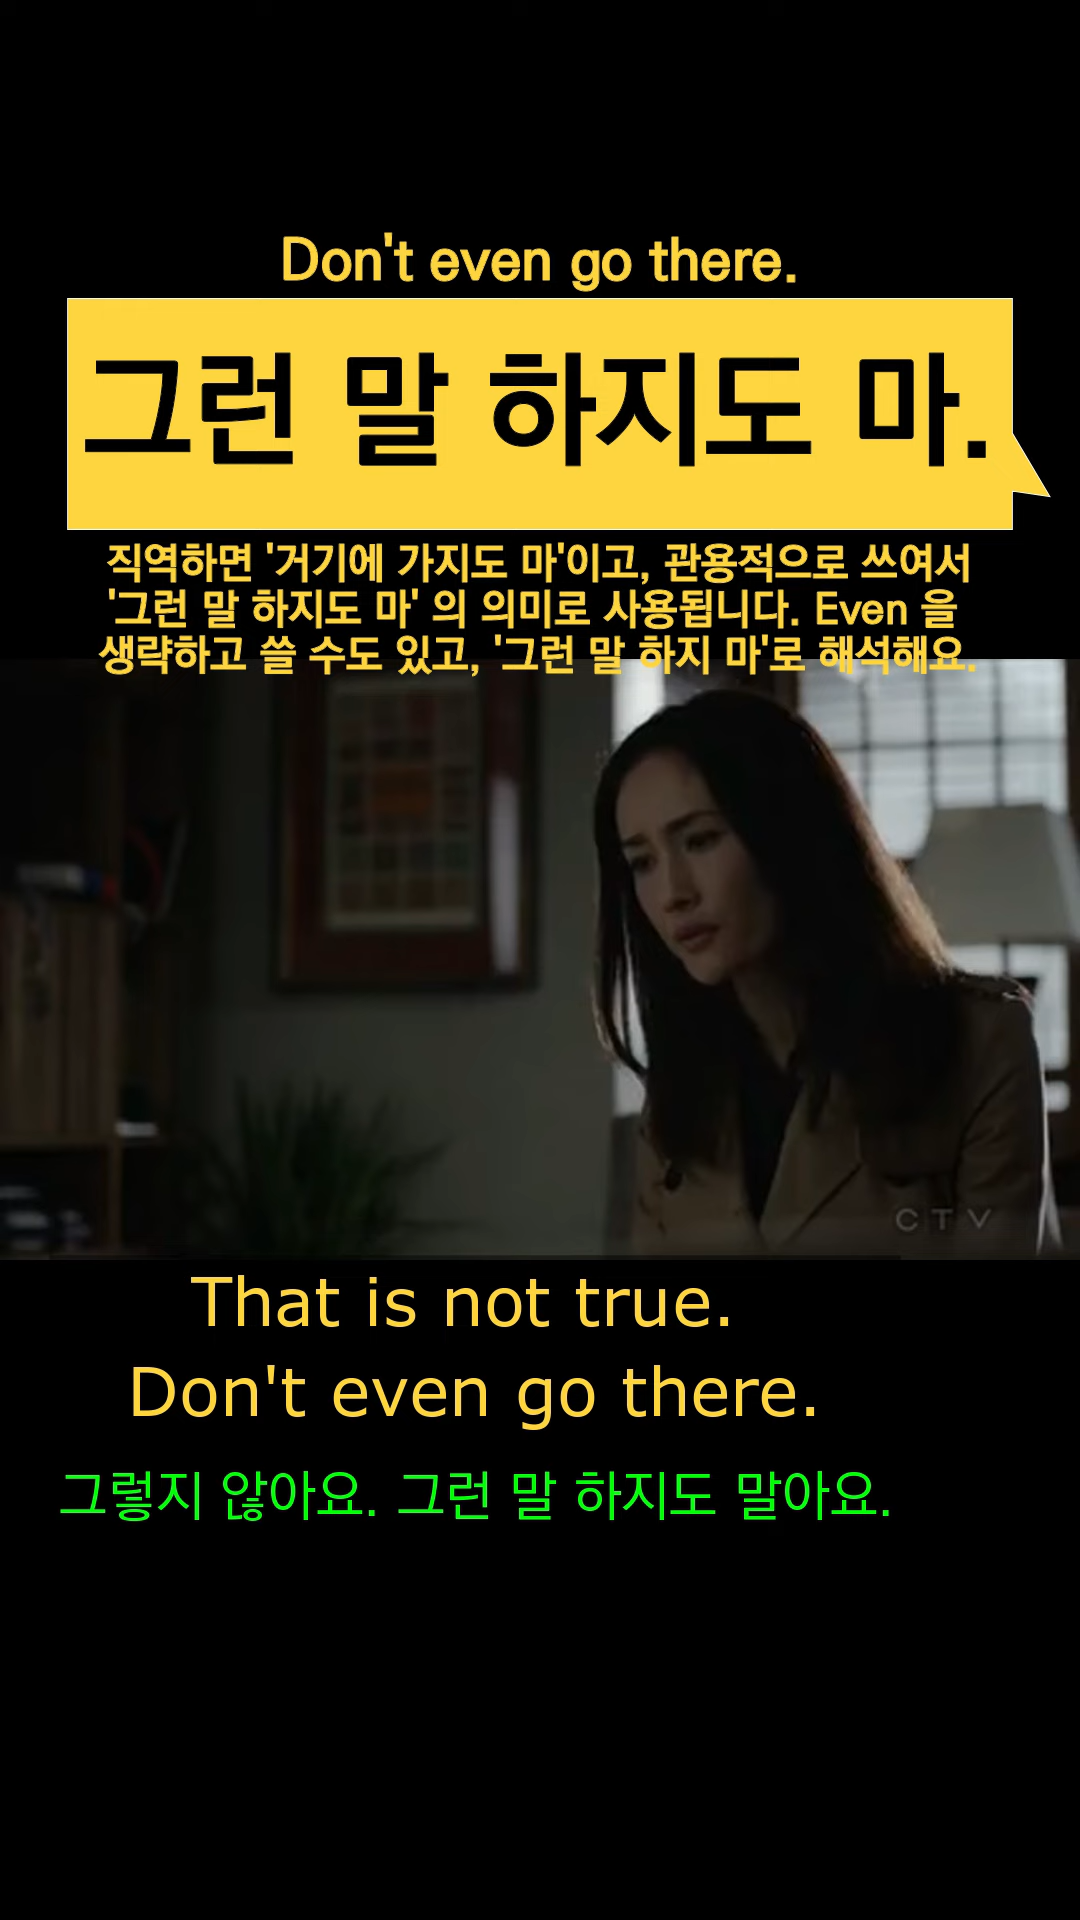 Don't even go there.
그런 말 하지도 마.
직역하면 '거기에 가지도 마'이고, 관용적으로 쓰여서
'그런 말 하지도 마' 의 의미로 사용됩니다. Even 을
생략하고 쓸 수도 있고, '그런 말 하지 마'로 해석해요.
CTV
That is not true.
Don't even go there.
그렇지 않아요. 그런 말 하지도 말아요.